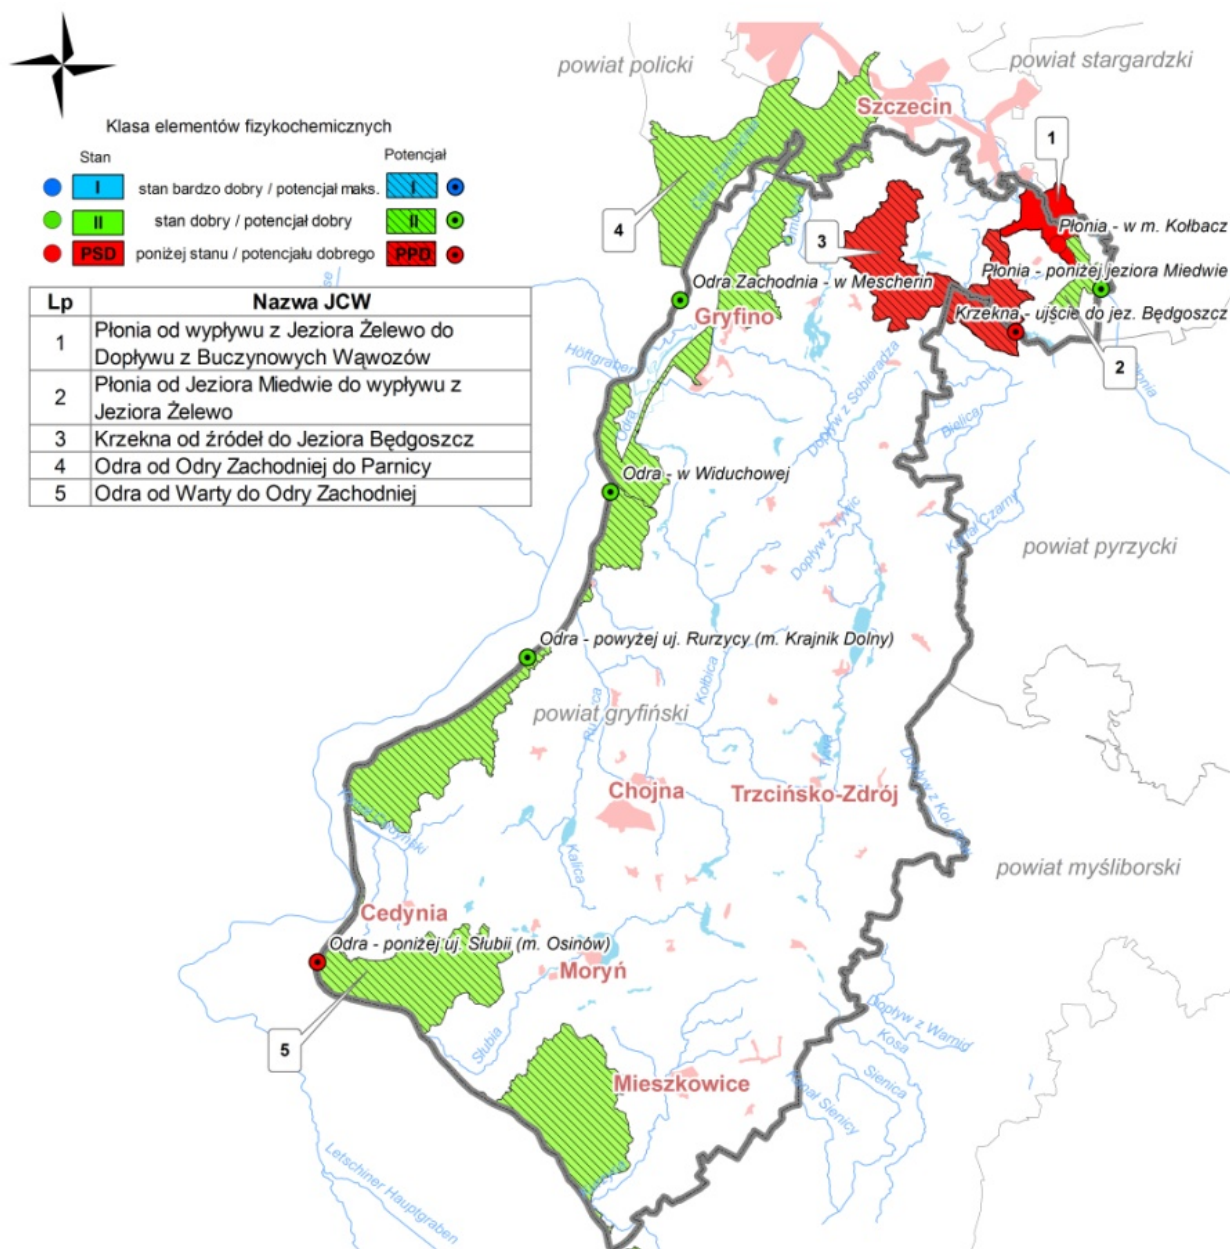 powiat policki
powiat stargardzki
Szczecin
Klasa elementów fizykochemicznych
Stan
Potencjał
I stan bardzo dobry / potencjał maks. I
II stan dobry / potencjał dobry II
PSD poniżej stanu / potencjału dobrego PPD
Lp Nazwa JCW
1 Płonia od wypływu z Jeziora Żelewo do
Dopływu z Buczynowych Wąwozów
2 Płonia od Jeziora Miedwie do wypływu z
Jeziora Żelewo
3 Krzekna od źródeł do Jeziora Będgoszcz
4 Odra od Odry Zachodniej do Parnicy
5 Odra od Warty do Odry Zachodniej
1
4
3
2
5
Płonia - w m. Kołbacz
Płonia - poniżej jeziora Miedwie
Odra Zachodnia - w Mescherin
Krzekna - ujście do jez. Będgoszcz
Gryfino
Höftgraben
Odra
Dopływ z Sobieradza
Bielica
Płonia
Odra - w Widuchowej
Dopływ z Tywic
Kanał Czarny
powiat pyrzycki
Odra - powyżej uj. Rurzycy (m. Krajnik Dolny)
Kołbica
powiat gryfiński
Chojna
Trzcińsko-Zdrój
Kalica
powiat myśliborski
Cedynia
Odra - poniżej uj. Słubii (m. Osinów)
Moryń
Słubia
Dopływ z Warnic
Kosa
Sienica
Kanał Sienicy
Mieszkowice
Letschiner Hauptgraben